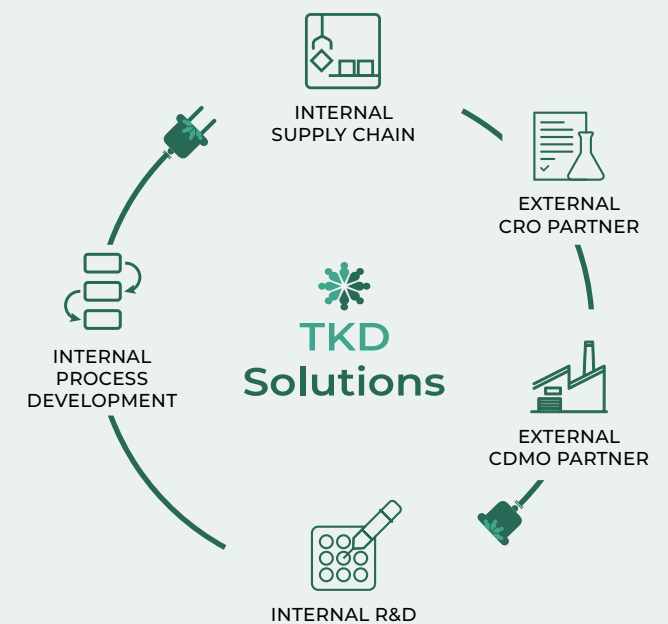 INTERNAL
SUPPLY CHAIN
EXTERNAL
CRO PARTNER
TKD
Solutions
INTERNAL
PROCESS
DEVELOPMENT
EXTERNAL
CDMO PARTNER
INTERNAL R&D